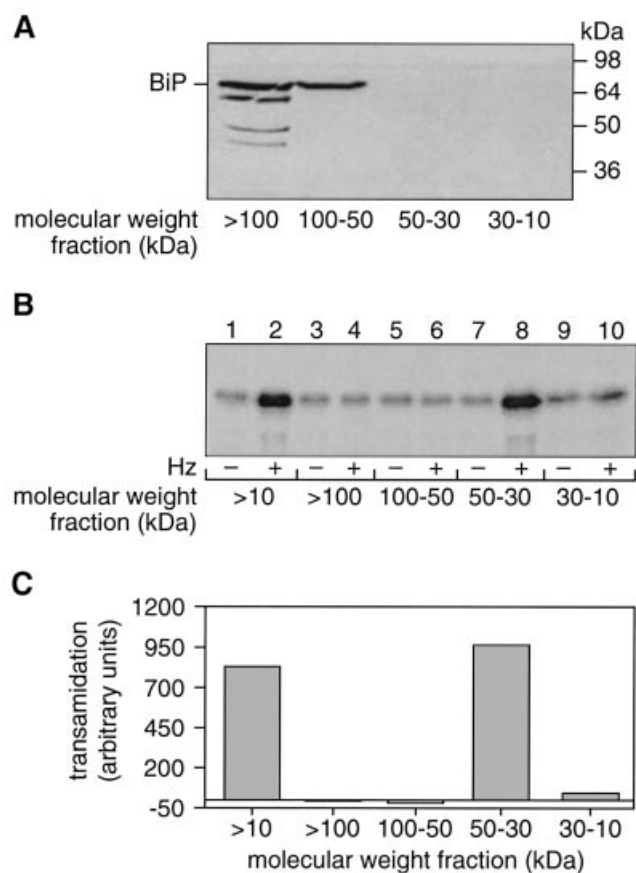 A
kDa
BiP
98
64
50
36
molecular weight fraction (kDa)
>100 100-50 50-30 30-10
B
1 2 3 4 5 6 7 8 9 10
Hz – + – + – + – + – +
molecular weight fraction (kDa)
>10 >100 100-50 50-30 30-10
C
transamidation (arbitrary units)
1200
950
700
450
200
-50
>10 >100 100-50 50-30 30-10
molecular weight fraction (kDa)